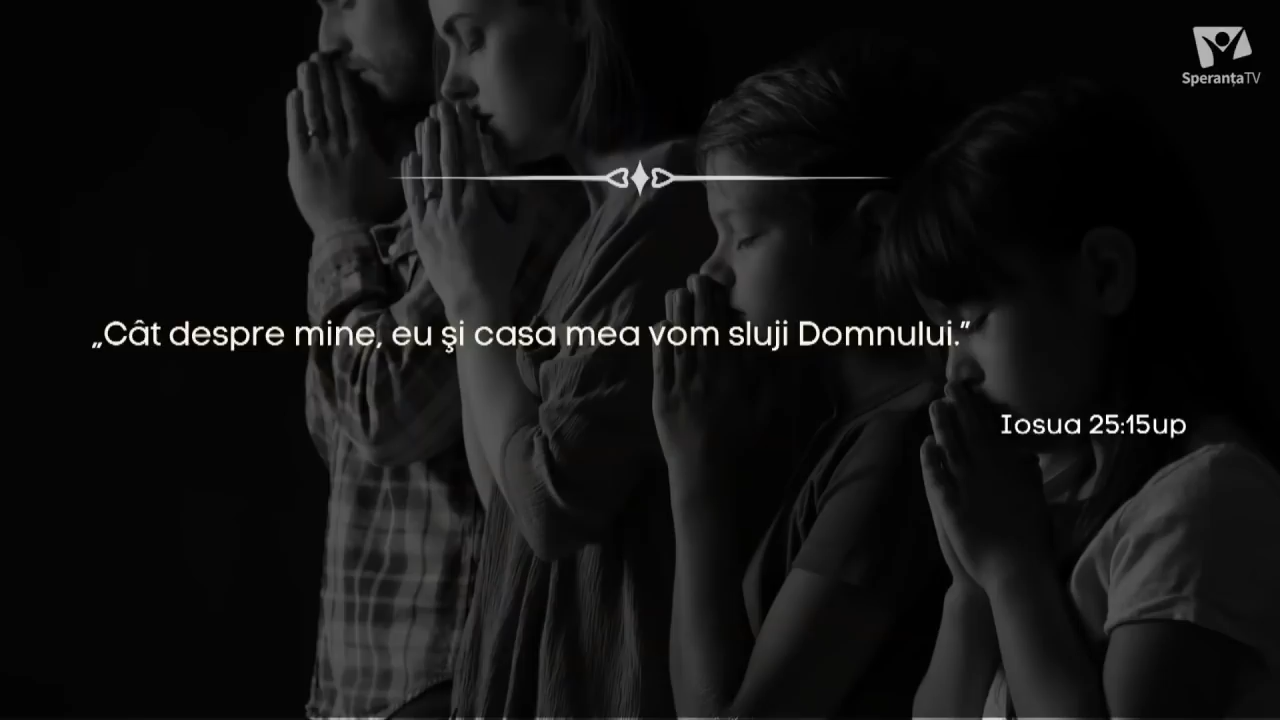 SperanțaTV
„Cât despre mine, eu şi casa mea vom sluji Domnului.”
Iosua 25:15up